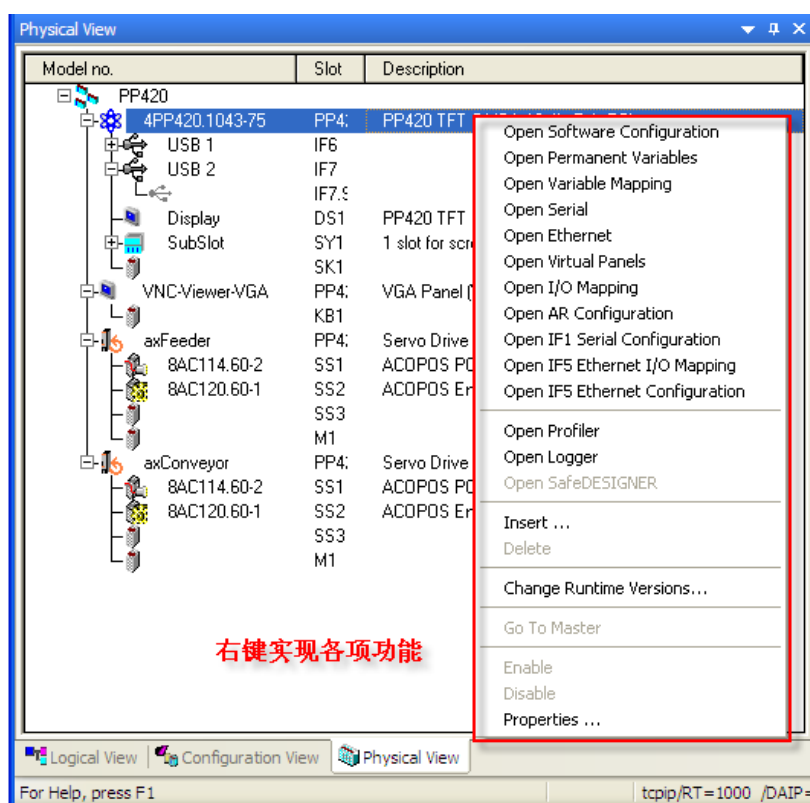 Physical View
Model no. Slot Description
PP420
4PP420.1043-75 PP4: PP420 TFT
USB 1 IF6
USB 2 IF7
IF7.S
Display DS1 PP420 TFT
SubSlot SY1 1 slot for scre
SK1
VNC-Viewer-VGA PP4: VGA Panel (
KB1
axFeeder PP4: Servo Drive
8AC114.60-2 SS1 ACOPOS PO
8AC120.60-1 SS2 ACOPOS Er
SS3
M1
axConveyor PP4: Servo Drive
8AC114.60-2 SS1 ACOPOS PO
8AC120.60-1 SS2 ACOPOS Er
SS3
M1
Open Software Configuration
Open Permanent Variables
Open Variable Mapping
Open Serial
Open Ethernet
Open Virtual Panels
Open I/O Mapping
Open AR Configuration
Open IF1 Serial Configuration
Open IF5 Ethernet I/O Mapping
Open IF5 Ethernet Configuration
Open Profiler
Open Logger
Open SafeDESIGNER
Insert ...
Delete
Change Runtime Versions...
Go To Master
Enable
Disable
Properties ...
右键实现各项功能
Logical View Configuration View Physical View
For Help, press F1 tcpip/RT=1000 /DAIP=